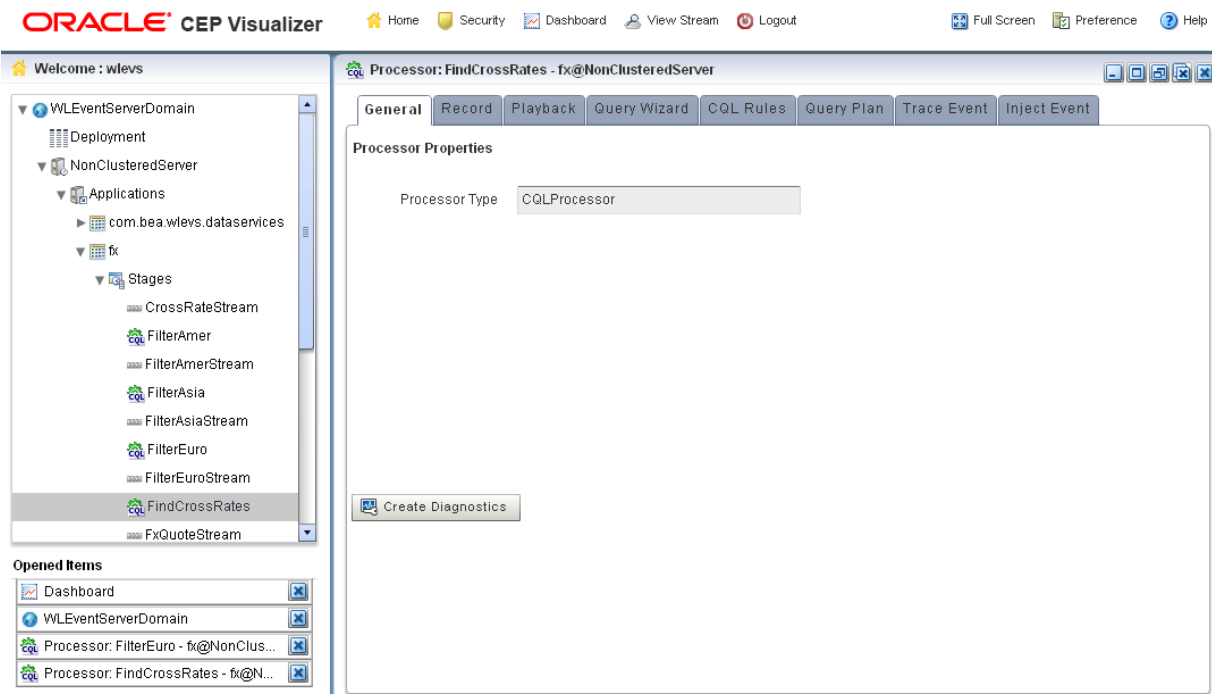 ORACLE CEP Visualizer
Home Security Dashboard View Stream Logout Full Screen Preference Help
Welcome : wlevs
WLEventServerDomain
Deployment
NonClusteredServer
Applications
com.bea.wlevs.dataservices
fx
Stages
CrossRateStream
FilterAmer
FilterAmerStream
FilterAsia
FilterAsiaStream
FilterEuro
FilterEuroStream
FindCrossRates
FxQuoteStream
Opened Items
Dashboard
WLEventServerDomain
Processor: FilterEuro - fx@NonClus...
Processor: FindCrossRates - fx@N...
Processor: FindCrossRates - fx@NonClusteredServer
General Record Playback Query Wizard CQL Rules Query Plan Trace Event Inject Event
Processor Properties
Processor Type CQLProcessor
Create Diagnostics